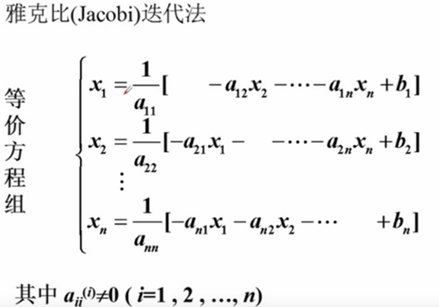 雅克比(Jacobi)迭代法
等价方程组
x₁ = 1/a₁₁ [ −a₁₂x₂ −⋯− a₁ₙxₙ + b₁]
x₂ = 1/a₂₂ [−a₂₁x₁ − −⋯− a₂ₙxₙ + b₂]
⋮
xₙ = 1/aₙₙ [−aₙ₁x₁ − aₙ₂x₂ −⋯ + bₙ]
其中 aᵢᵢ⁽ⁱ⁾≠0 ( i=1 , 2 , …, n)